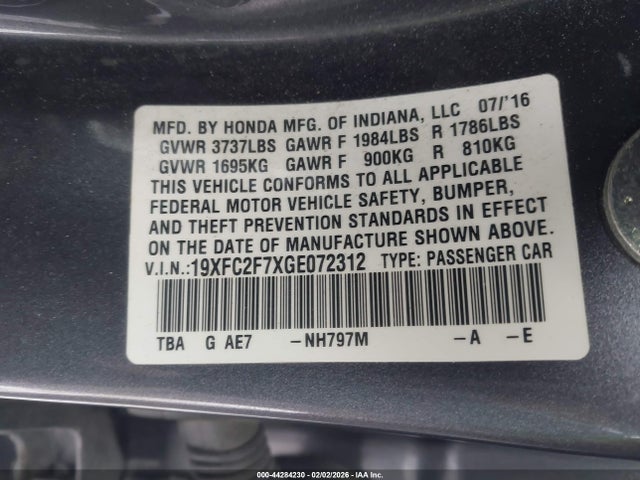 MFD. BY HONDA MFG. OF INDIANA, LLC 07/'16
GVWR 3737LBS GAWR F 1984LBS R 1786LBS
GVWR 1695KG GAWR F 900KG R 810KG
THIS VEHICLE CONFORMS TO ALL APPLICABLE
FEDERAL MOTOR VEHICLE SAFETY, BUMPER,
AND THEFT PREVENTION STANDARDS IN EFFECT
ON THE DATE OF MANUFACTURE SHOWN ABOVE.
V.I.N.:19XFC2F7XGE072312 TYPE: PASSENGER CAR
TBA G AE7 -NH797M -A -E
000-44284230 - 02/02/2026 - IAA Inc.